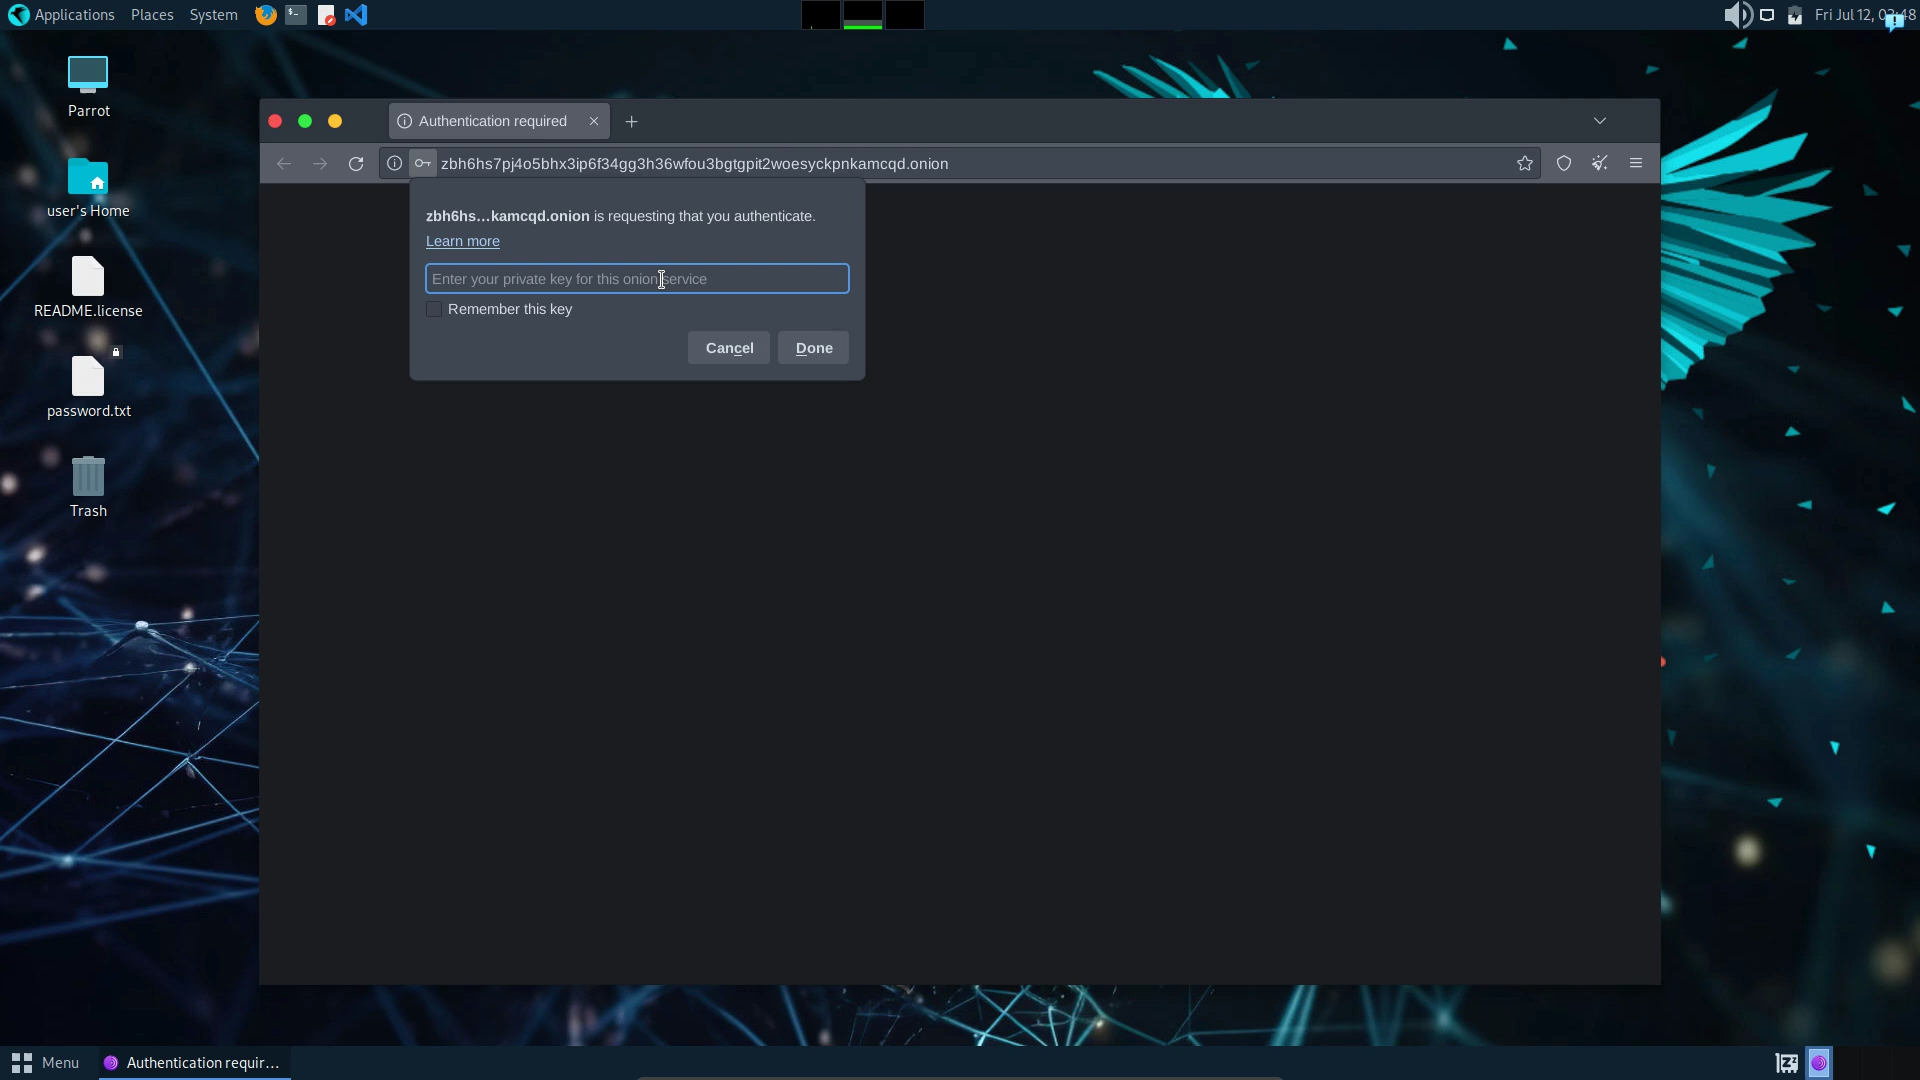 Applications Places System
Fri Jul 12,
Parrot
user's Home
README.license
password.txt
Trash
Authentication required
zbh6hs7pj4o5bhx3ip6f34gg3h36wfou3bgtgpit2woesyckpnkamcqd.onion
zbh6hs...kamcqd.onion is requesting that you authenticate.
Learn more
Enter your private key for this onion service
Remember this key
Cancel Done
Menu Authentication requir...